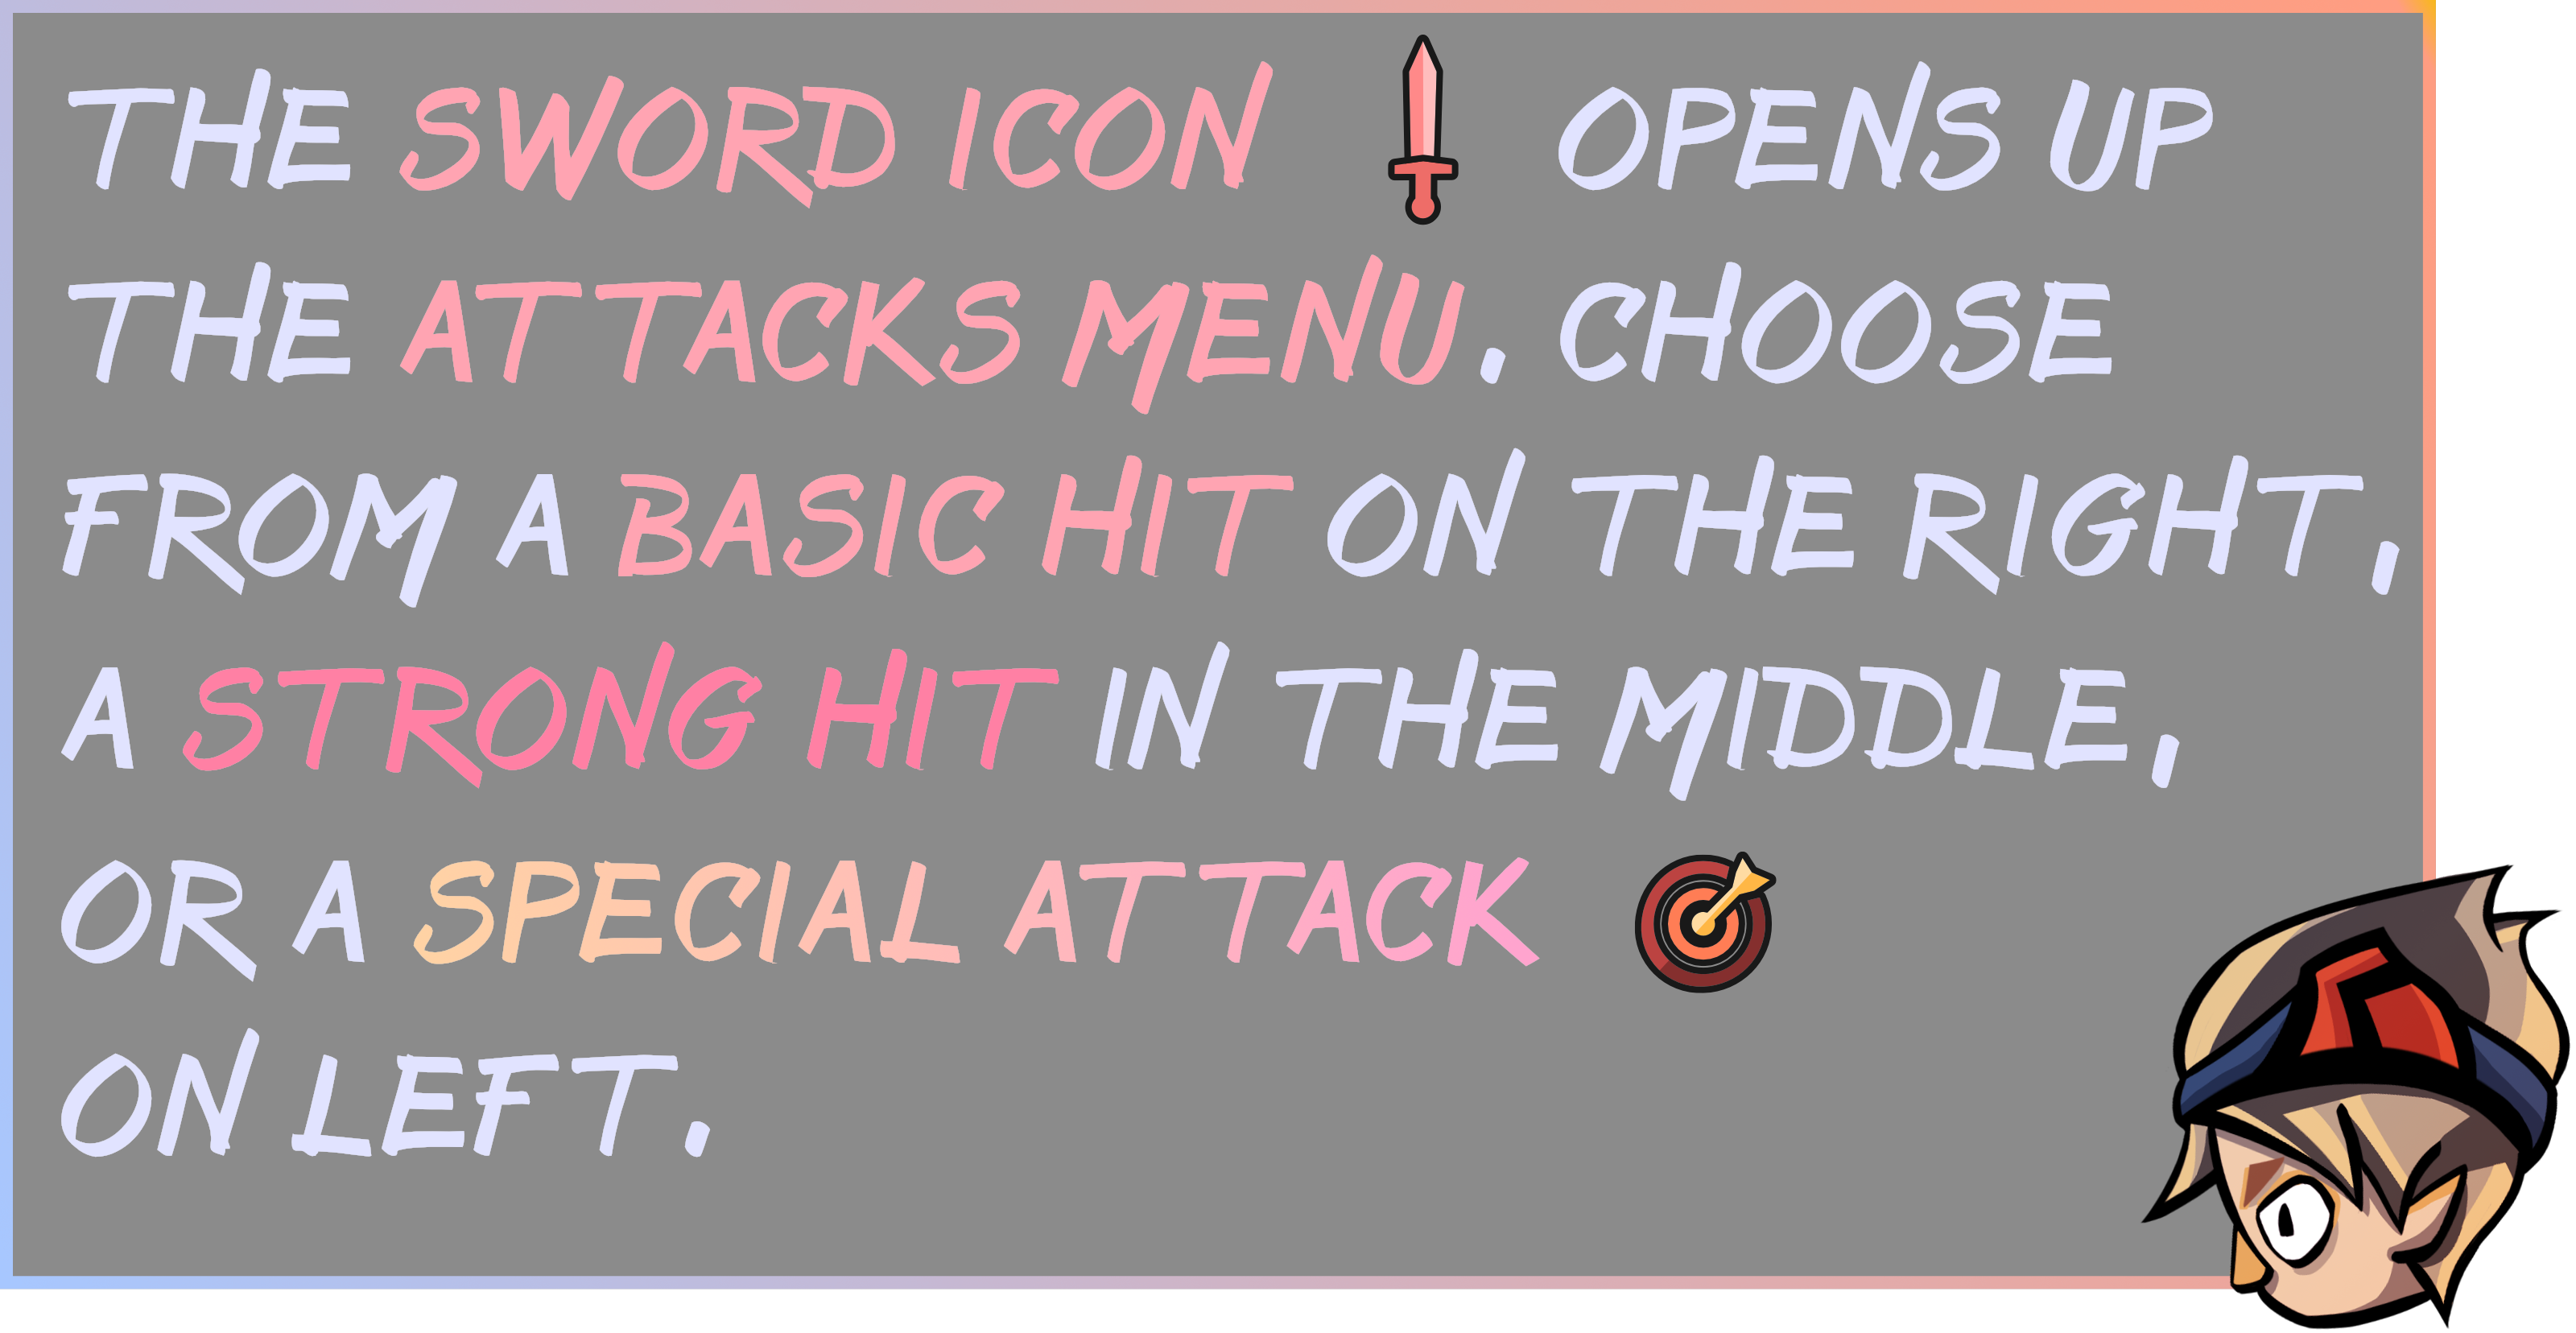 THE SWORD ICON OPENS UP
THE ATTACKS MENU. CHOOSE
FROM A BASIC HIT ON THE RIGHT,
A STRONG HIT IN THE MIDDLE,
OR A SPECIAL ATTACK
ON LEFT.